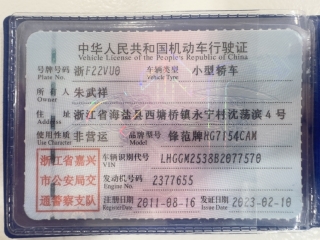 中华人民共和国机动车行驶证
Vehicle License of the People's Republic of China
号牌号码 浙F22VU8 车辆类型 小型轿车
Plate No. Vehicle Type
所有人 朱武祥
Owner
住址 浙江省海盐县西塘桥镇永宁村沈荡滨4号
Address
使用性质 非营运 品牌型号 锋范牌HG7154CAM
Use Character Model
浙江省嘉兴 车辆识别代号 LHGGM2538B2077570
VIN
市公安局交 发动机号码 2377655
Engine No.
通警察支队 注册日期 2011-08-16 发证日期 2023-02-10
Register Date Issue Date